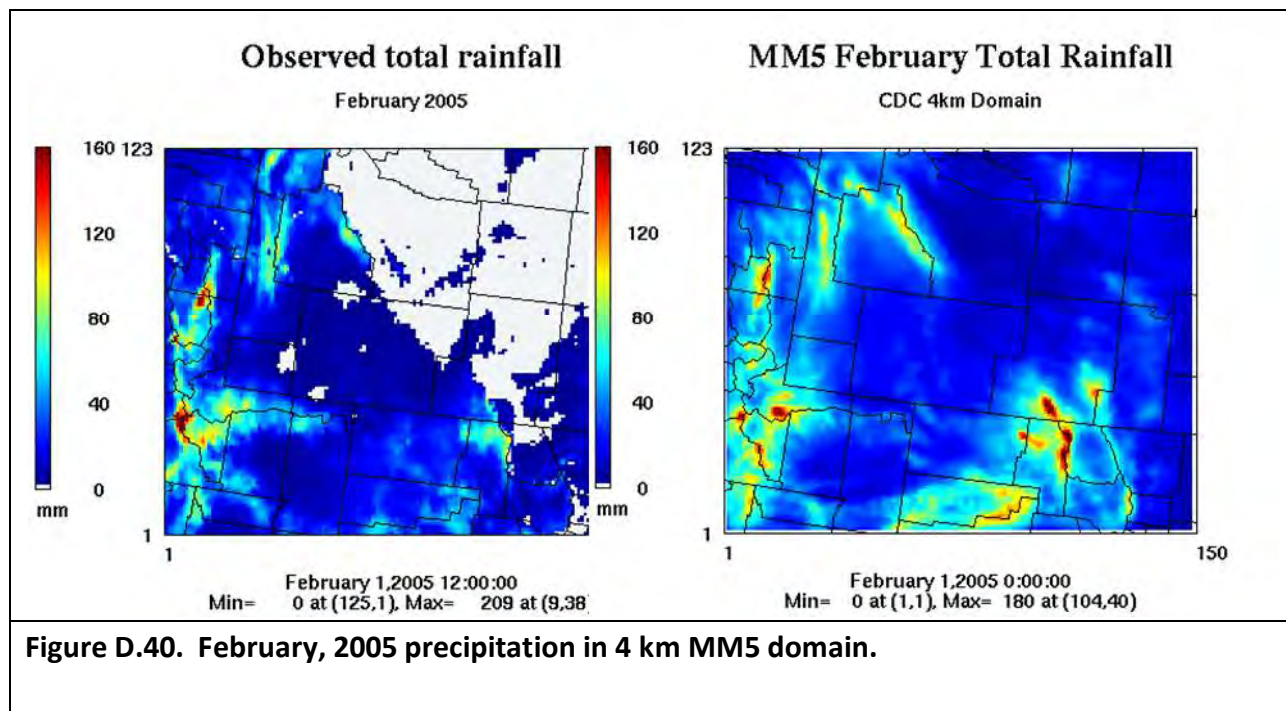 Observed total rainfall
February 2005
160
123
120
80
40
0
mm
1
1
February 1,2005 12:00:00
Min= 0 at (125,1), Max= 209 at (9,38
MM5 February Total Rainfall
CDC 4km Domain
160
123
120
80
40
0
mm
1
1
150
February 1,2005 0:00:00
Min= 0 at (1,1), Max= 180 at (104,40)
Figure D.40. February, 2005 precipitation in 4 km MM5 domain.